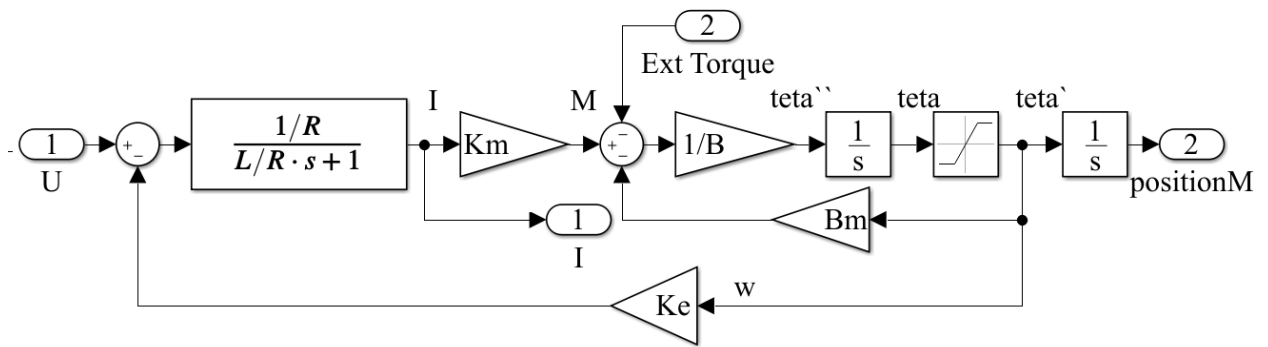 2
Ext Torque
I
M
teta``
teta
teta`
1
U
+
−
1/R
L/R · s+1
Km
−
+
−
1/B
1
s
1
s
2
positionM
Bm
1
I
Ke
w